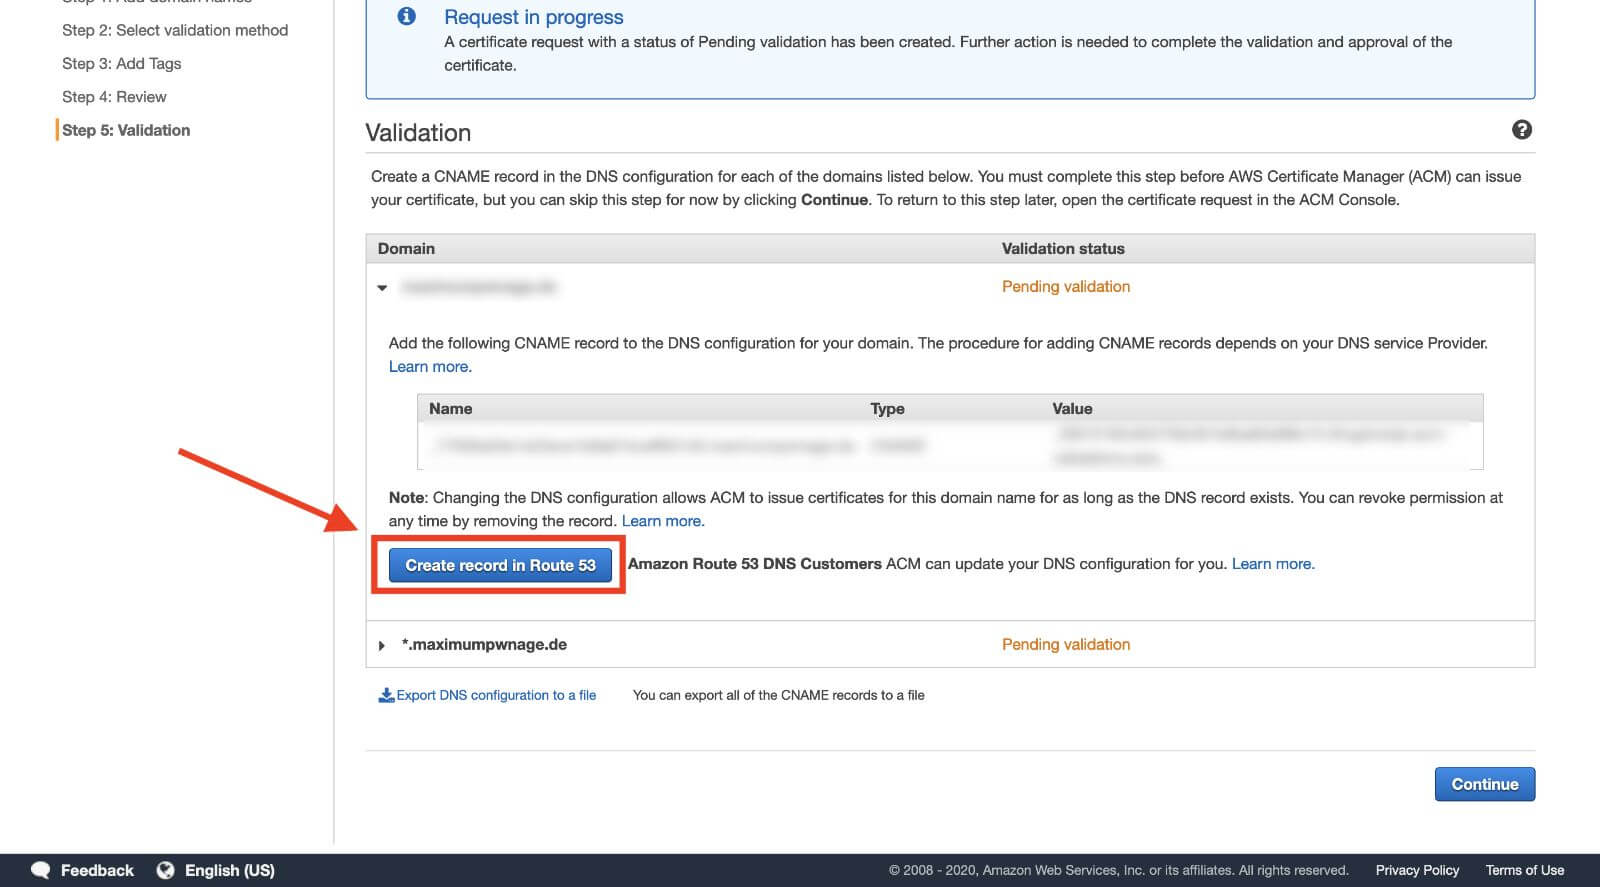 Step 1: Add domain names
Step 2: Select validation method
Step 3: Add Tags
Step 4: Review
Step 5: Validation
Request in progress
A certificate request with a status of Pending validation has been created. Further action is needed to complete the validation and approval of the
certificate.
Validation
Create a CNAME record in the DNS configuration for each of the domains listed below. You must complete this step before AWS Certificate Manager (ACM) can issue
your certificate, but you can skip this step for now by clicking Continue. To return to this step later, open the certificate request in the ACM Console.
Domain Validation status
Pending validation
Add the following CNAME record to the DNS configuration for your domain. The procedure for adding CNAME records depends on your DNS service Provider.
Learn more.
Name Type Value
Note: Changing the DNS configuration allows ACM to issue certificates for this domain name for as long as the DNS record exists. You can revoke permission at
any time by removing the record. Learn more.
Create record in Route 53 Amazon Route 53 DNS Customers ACM can update your DNS configuration for you. Learn more.
*.maximumpwnage.de Pending validation
Export DNS configuration to a file You can export all of the CNAME records to a file
Continue
Feedback English (US) © 2008 - 2020, Amazon Web Services, Inc. or its affiliates. All rights reserved. Privacy Policy Terms of Use